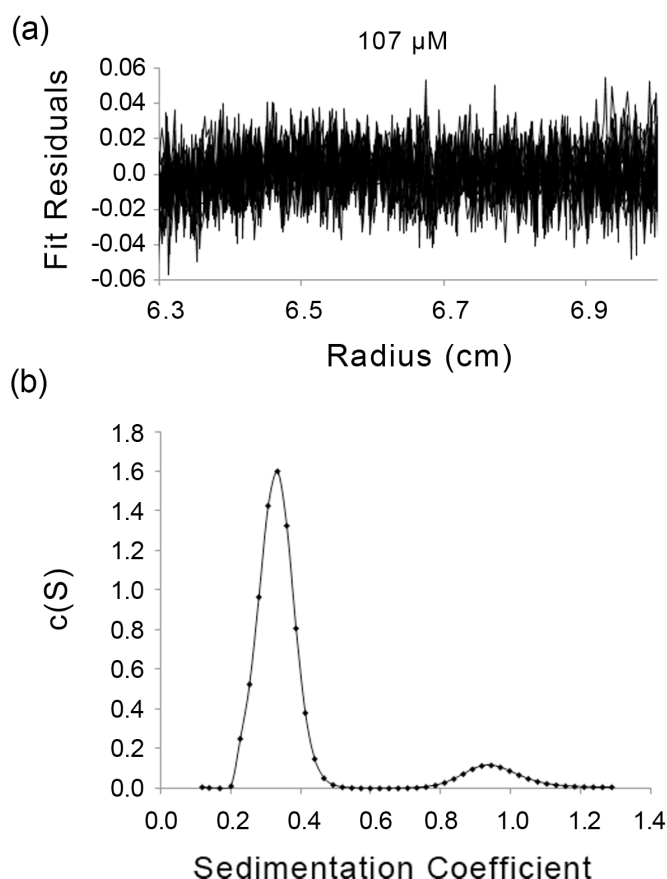 (a)
107 µM
Fit Residuals
0.06
0.04
0.02
0.0
-0.02
-0.04
-0.06
6.3 6.5 6.7 6.9
Radius (cm)
(b)
c(S)
1.8
1.6
1.4
1.2
1.0
0.8
0.6
0.4
0.2
0.0
0.0 0.2 0.4 0.6 0.8 1.0 1.2 1.4
Sedimentation Coefficient